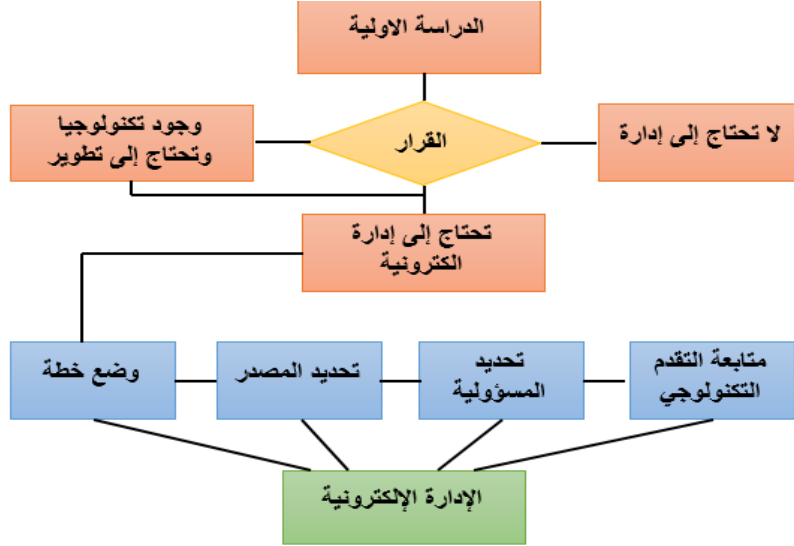 الدراسة الاولية
لا تحتاج إلى إدارة
القرار
وجود تكنولوجيا
وتحتاج إلى تطوير
تحتاج إلى إدارة
الكترونية
متابعة التقدم
التكنولوجي
تحديد
المسؤولية
تحديد المصدر
وضع خطة
الإدارة الإلكترونية